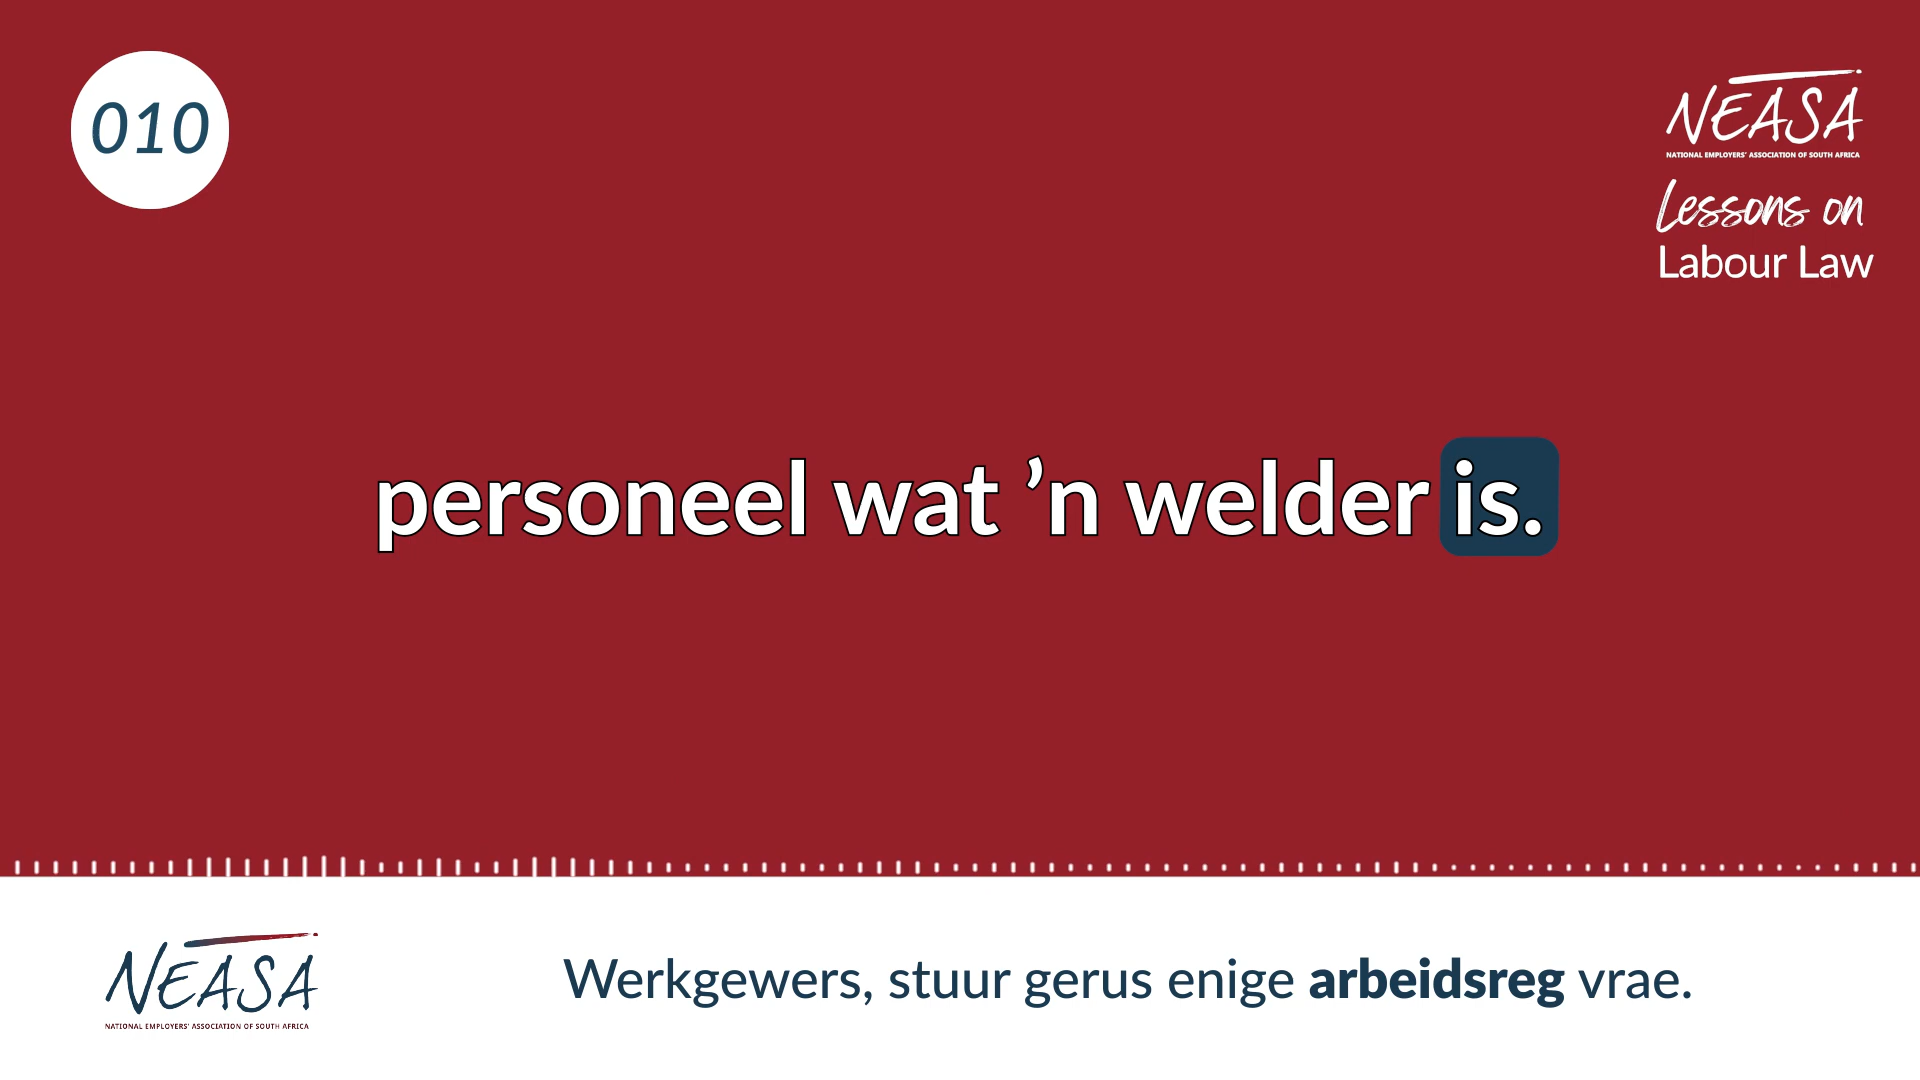 010
NEASA
NATIONAL EMPLOYERS' ASSOCIATION OF SOUTH AFRICA
Lessons on
Labour Law
personeel wat ’n welder is.
NEASA
NATIONAL EMPLOYERS' ASSOCIATION OF SOUTH AFRICA
Werkgewers, stuur gerus enige arbeidsreg vrae.